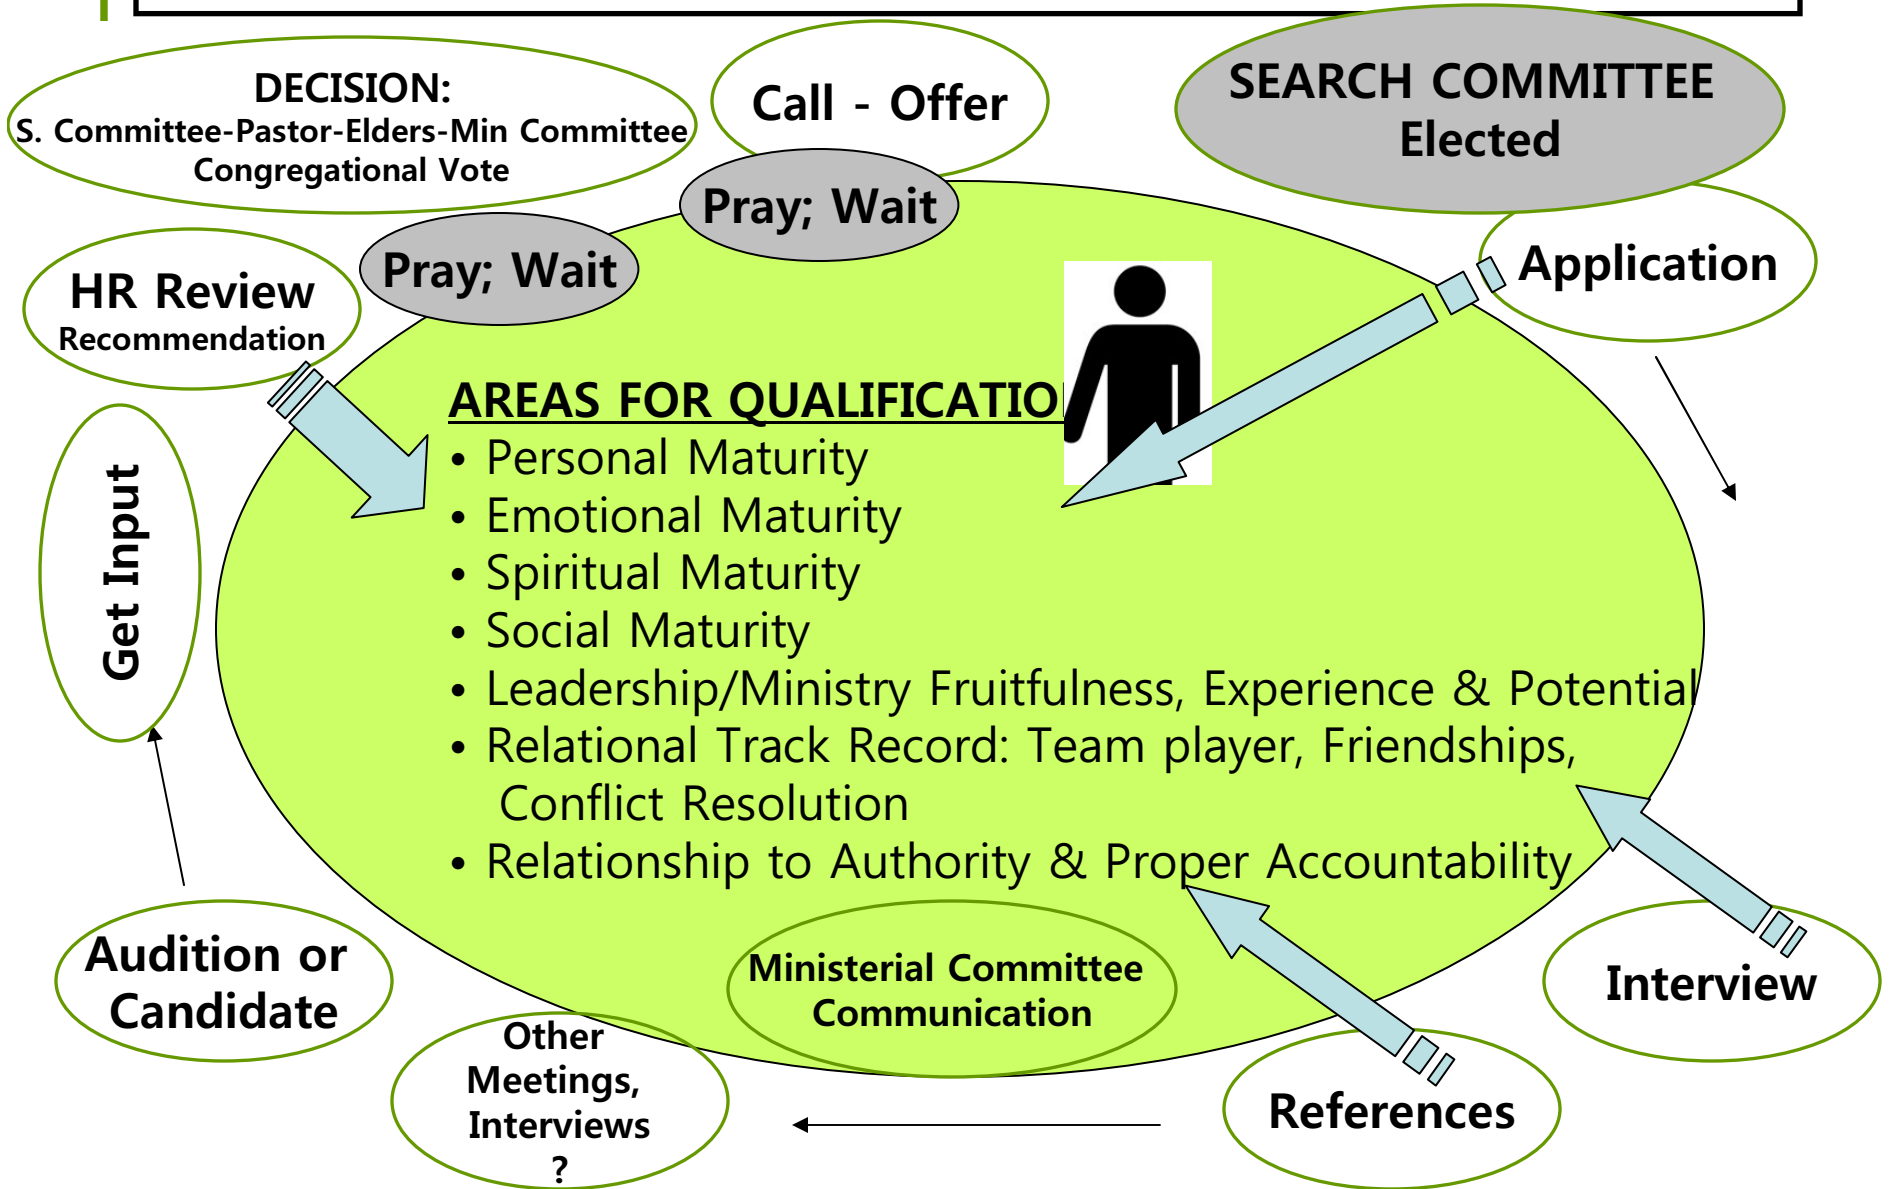 DECISION:
S. Committee-Pastor-Elders-Min Committee
Congregational Vote
Call - Offer
SEARCH COMMITTEE
Elected
Pray; Wait
Pray; Wait
Application
HR Review
Recommendation
AREAS FOR QUALIFICATIO
• Personal Maturity
• Emotional Maturity
• Spiritual Maturity
• Social Maturity
• Leadership/Ministry Fruitfulness, Experience & Potential
• Relational Track Record: Team player, Friendships,
Conflict Resolution
• Relationship to Authority & Proper Accountability
Get Input
Audition or
Candidate
Ministerial Committee
Communication
Interview
Other
Meetings,
Interviews
?
References